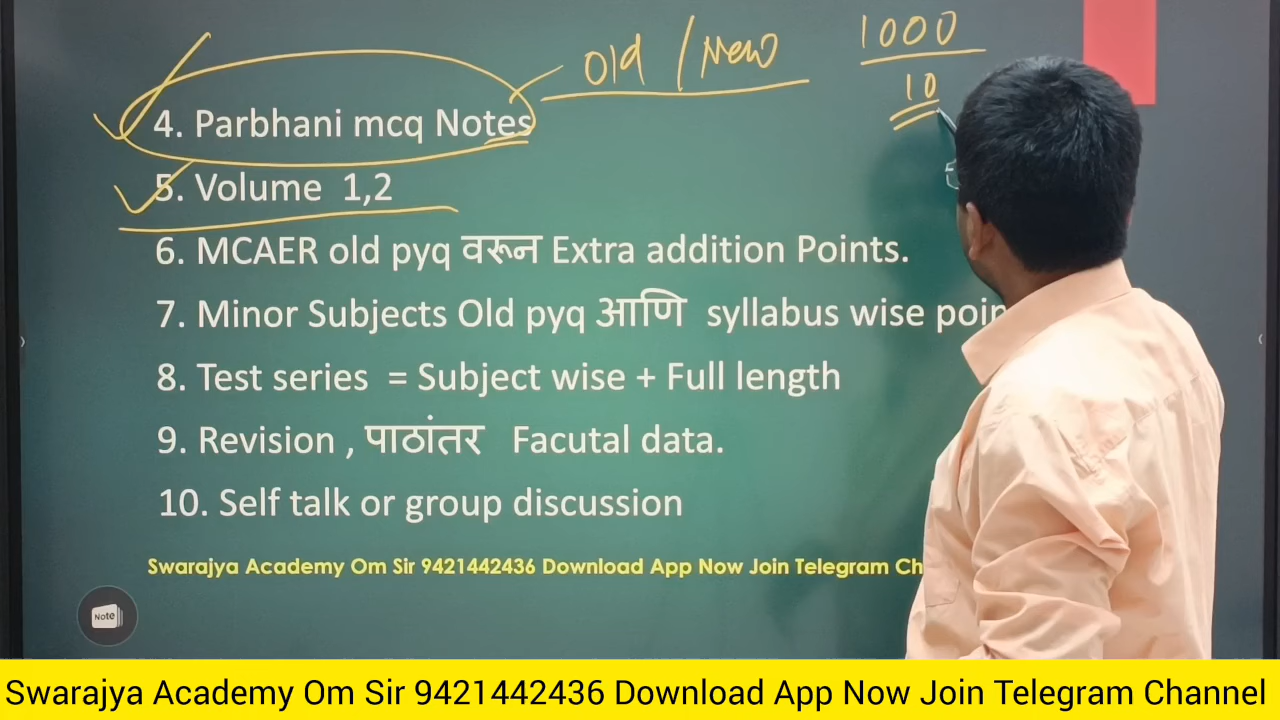 Old / New
1000
10
4. Parbhani mcq Notes
5. Volume 1,2
6. MCAER old pyq वरून Extra addition Points.
7. Minor Subjects Old pyq आणि syllabus wise poin
8. Test series = Subject wise + Full length
9. Revision , पाठांतर Facutal data.
10. Self talk or group discussion
Swarajya Academy Om Sir 9421442436 Download App Now Join Telegram Ch
Note
Swarajya Academy Om Sir 9421442436 Download App Now Join Telegram Channel